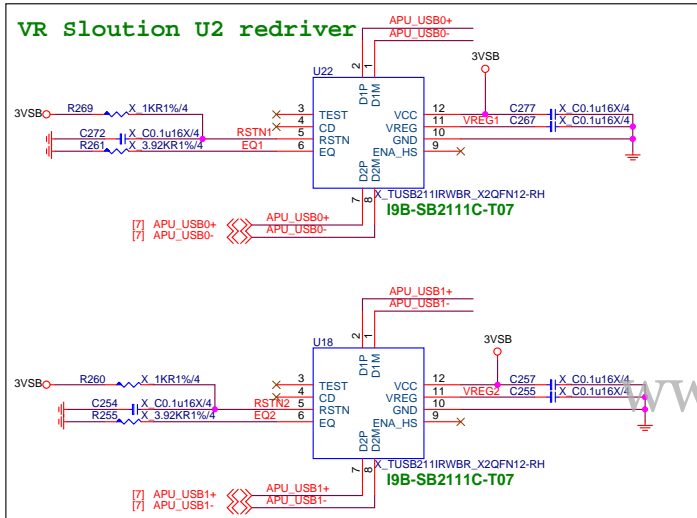 VR Sloution U2 redriver
APU_USB0+
APU_USB0-
3VSB
2
1
U22
D1P
D1M
3VSB
R269
X_1KR1%/4
3
TEST
VCC
12
C277
X_C0.1u16X/4
4
CD
VREG
11
VREG1
C267
X_C0.1u16X/4
C272
X_C0.1u16X/4
RSTN1
5
RSTN
GND
10
R261
X_3.92KR1%/4
EQ1
6
EQ
ENA_HS
9
D2P
D2M
7
8
X_TUSB211IRWBR_X2QFN12-RH
I9B-SB2111C-T07
[7] APU_USB0+
APU_USB0+
[7] APU_USB0-
APU_USB0-
APU_USB1+
APU_USB1-
3VSB
2
1
U18
D1P
D1M
3VSB
R260
X_1KR1%/4
3
TEST
VCC
12
C257
X_C0.1u16X/4
4
CD
VREG
11
VREG2
C255
X_C0.1u16X/4
C254
X_C0.1u16X/4
RSTN2
5
RSTN
GND
10
R255
X_3.92KR1%/4
EQ2
6
EQ
ENA_HS
9
D2P
D2M
7
8
X_TUSB211IRWBR_X2QFN12-RH
I9B-SB2111C-T07
[7] APU_USB1+
APU_USB1+
[7] APU_USB1-
APU_USB1-